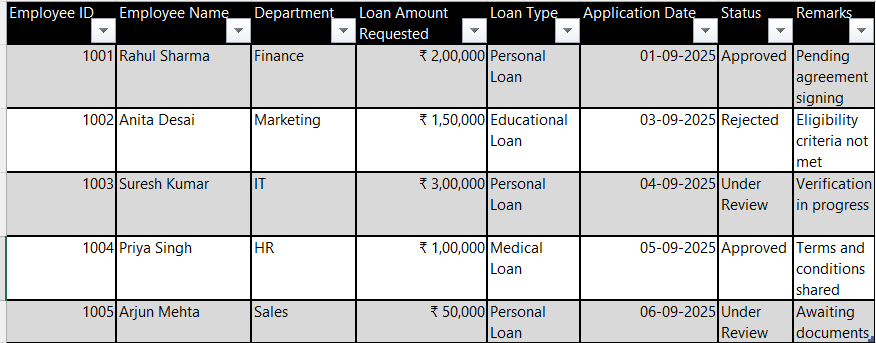 Employee ID Employee Name Department Loan Amount Requested Loan Type Application Date Status Remarks
1001 Rahul Sharma Finance ₹ 2,00,000 Personal Loan 01-09-2025 Approved Pending agreement signing
1002 Anita Desai Marketing ₹ 1,50,000 Educational Loan 03-09-2025 Rejected Eligibility criteria not met
1003 Suresh Kumar IT ₹ 3,00,000 Personal Loan 04-09-2025 Under Review Verification in progress
1004 Priya Singh HR ₹ 1,00,000 Medical Loan 05-09-2025 Approved Terms and conditions shared
1005 Arjun Mehta Sales ₹ 50,000 Personal Loan 06-09-2025 Under Review Awaiting documents